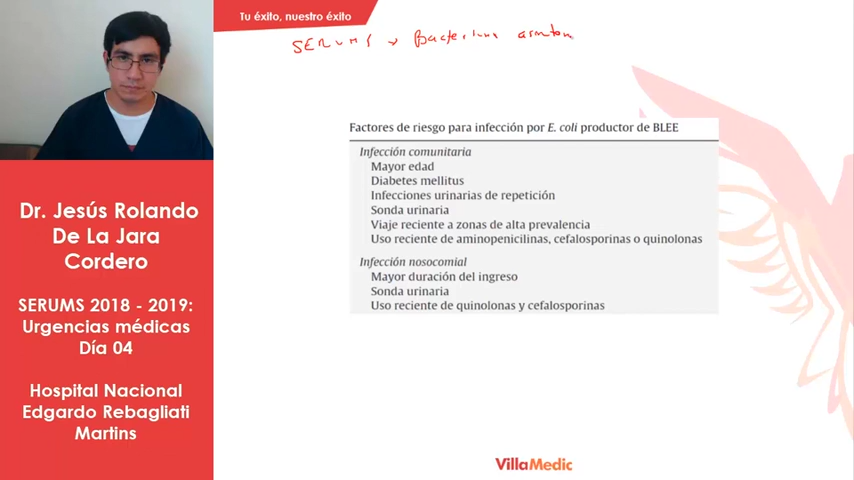 Tu éxito, nuestro éxito
SERUMS
Dr. Jesús Rolando
De La Jara
Cordero
SERUMS 2018 - 2019:
Urgencias médicas
Día 04
Hospital Nacional
Edgardo Rebagliati
Martins
Factores de riesgo para infección por E. coli productor de BLEE
Infección comunitaria
Mayor edad
Diabetes mellitus
Infecciones urinarias de repetición
Sonda urinaria
Viaje reciente a zonas de alta prevalencia
Uso reciente de aminopenicilinas, cefalosporinas o quinolonas
Infección nosocomial
Mayor duración del ingreso
Sonda urinaria
Uso reciente de quinolonas y cefalosporinas
VillaMedic